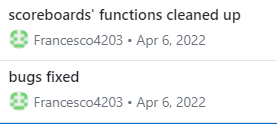 scoreboards' functions cleaned up
Francesco4203 • Apr 6, 2022
bugs fixed
Francesco4203 • Apr 6, 2022